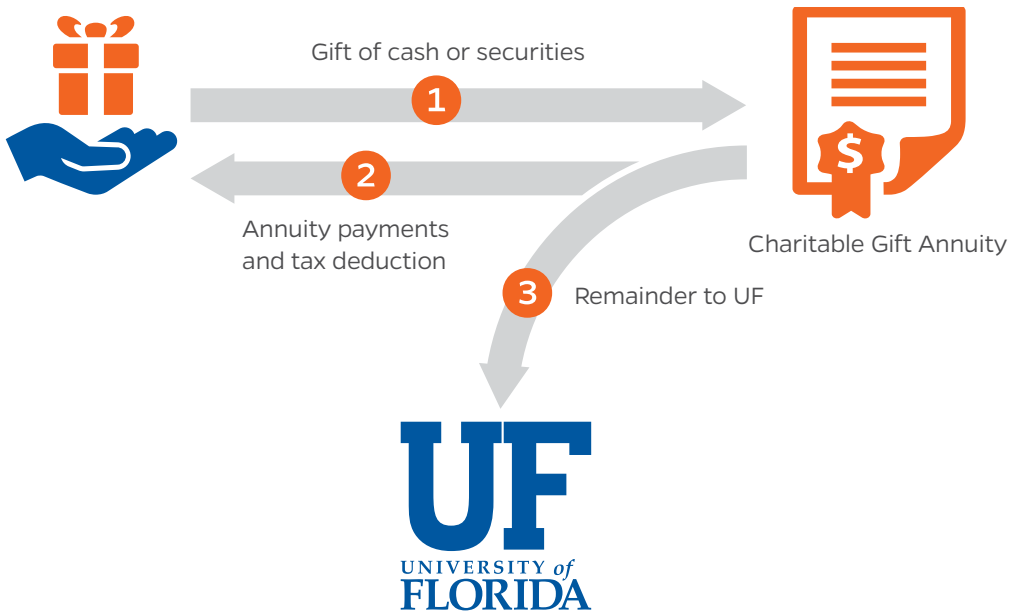 Gift of cash or securities
1
$
2
Annuity payments
and tax deduction
Charitable Gift Annuity
3
Remainder to UF
UF
UNIVERSITY of
FLORIDA